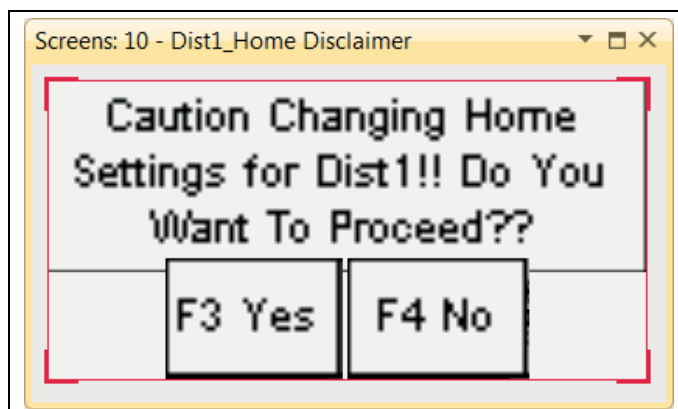 Screens: 10 - Dist1_Home Disclaimer
Caution Changing Home
Settings for Dist1!! Do You
Want To Proceed??
F3 Yes
F4 No